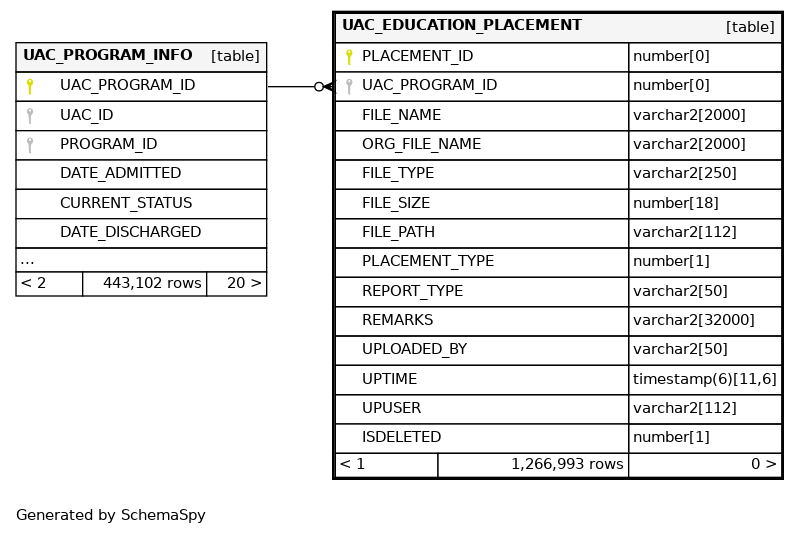 UAC_PROGRAM_INFO [table]
UAC_PROGRAM_ID
UAC_ID
PROGRAM_ID
DATE_ADMITTED
CURRENT_STATUS
DATE_DISCHARGED
...
< 2 443,102 rows 20 >
UAC_EDUCATION_PLACEMENT [table]
PLACEMENT_ID number[0]
UAC_PROGRAM_ID number[0]
FILE_NAME varchar2[2000]
ORG_FILE_NAME varchar2[2000]
FILE_TYPE varchar2[250]
FILE_SIZE number[18]
FILE_PATH varchar2[112]
PLACEMENT_TYPE number[1]
REPORT_TYPE varchar2[50]
REMARKS varchar2[32000]
UPLOADED_BY varchar2[50]
UPTIME timestamp(6)[11,6]
UPUSER varchar2[112]
ISDELETED number[1]
< 1 1,266,993 rows 0 >
Generated by SchemaSpy